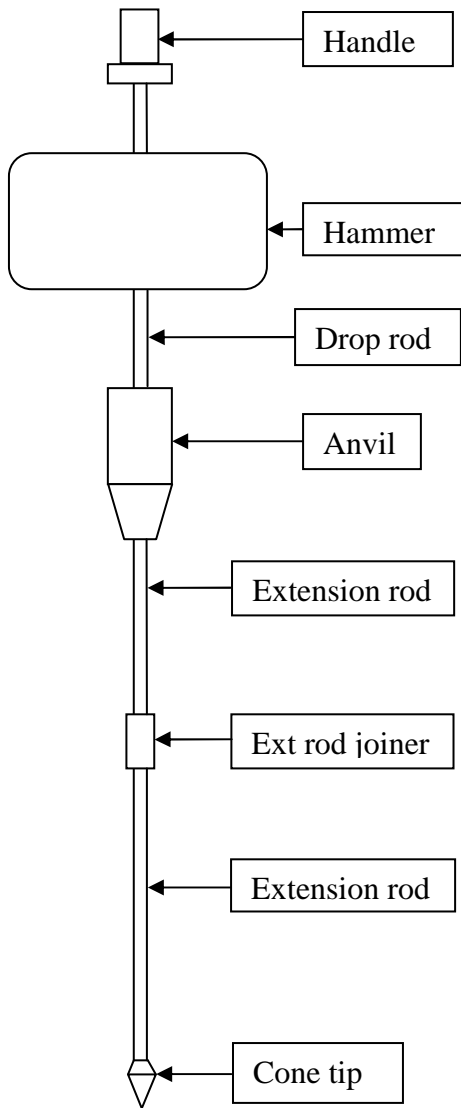 Handle
Hammer
Drop rod
Anvil
Extension rod
Ext rod joiner
Extension rod
Cone tip